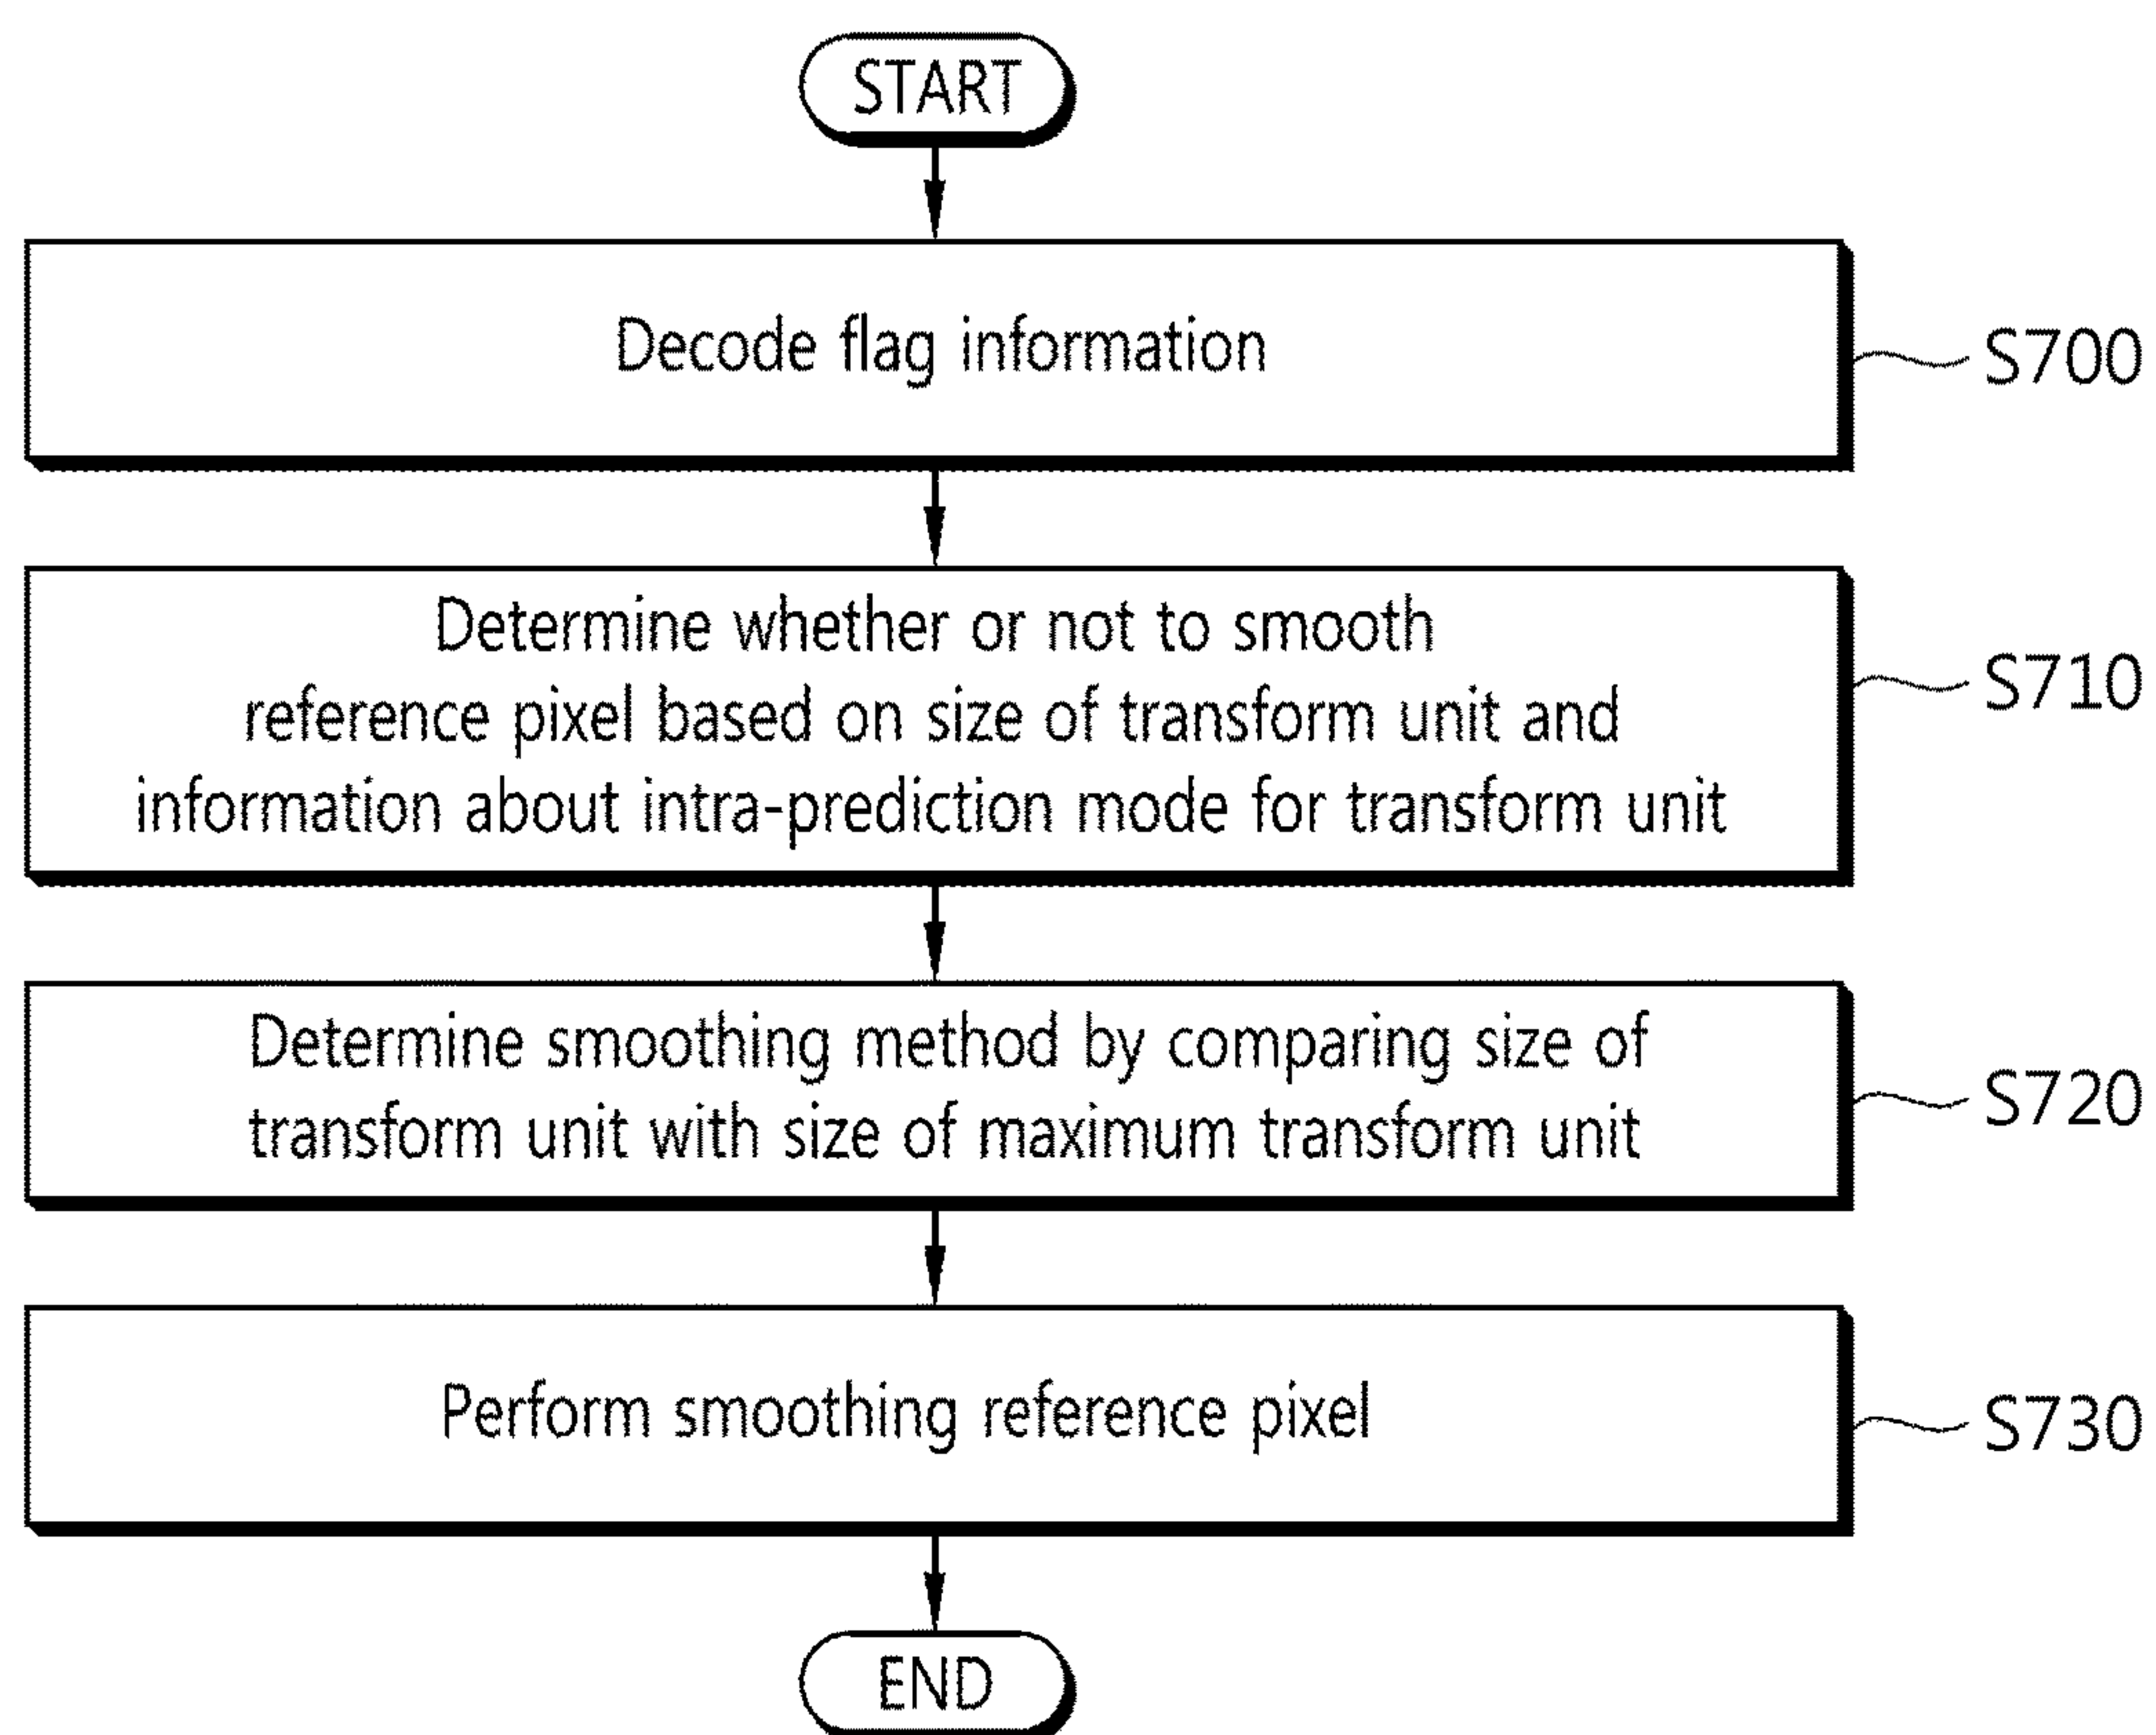 START
Decode flag information
S700
Determine whether or not to smooth
reference pixel based on size of transform unit and
information about intra-prediction mode for transform unit
S710
Determine smoothing method by comparing size of
transform unit with size of maximum transform unit
S720
Perform smoothing reference pixel
S730
END